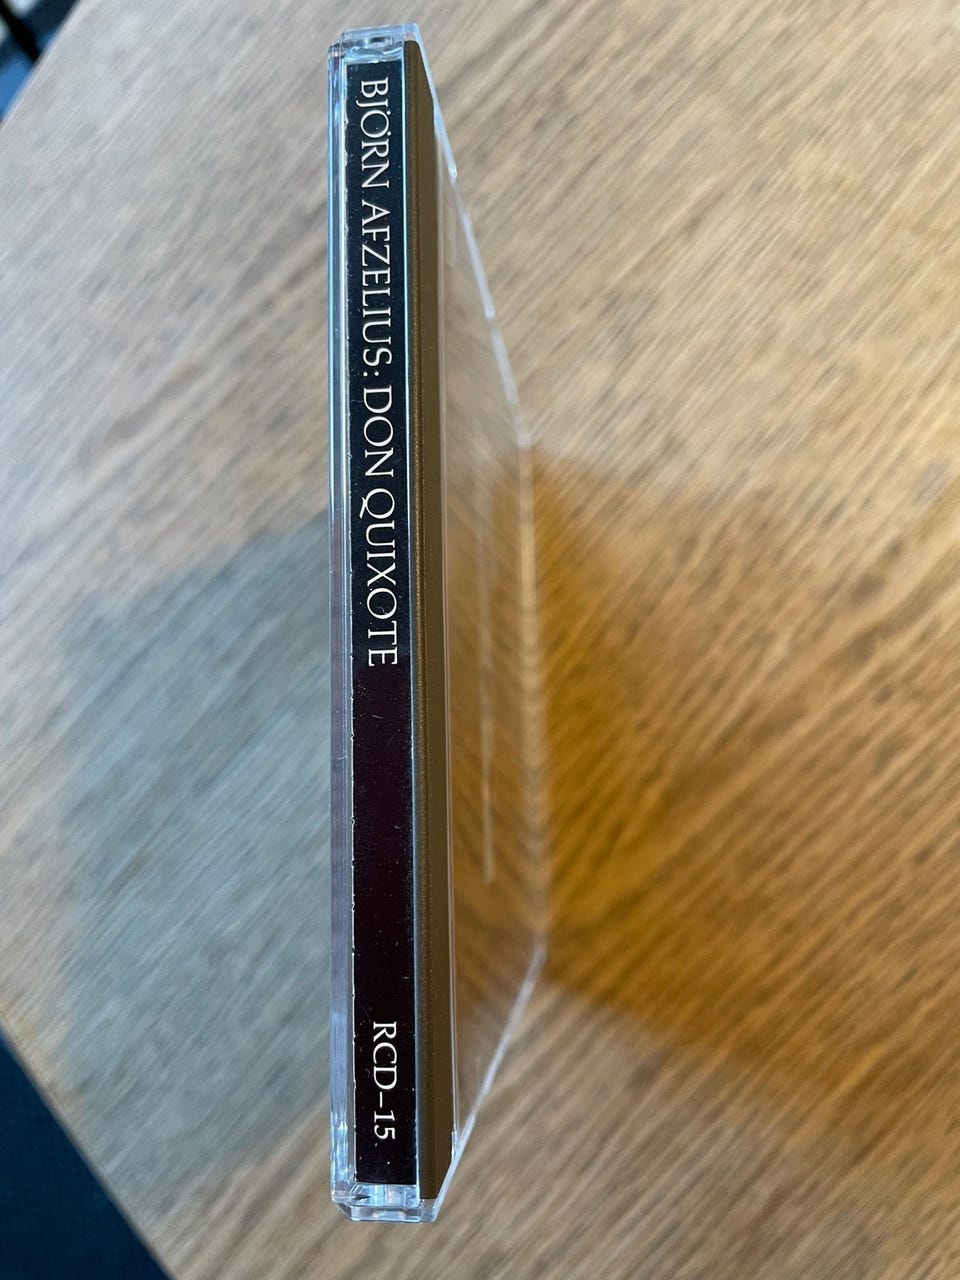 BJÖRN AFZELIUS: DON QUIXOTE
RCD-15